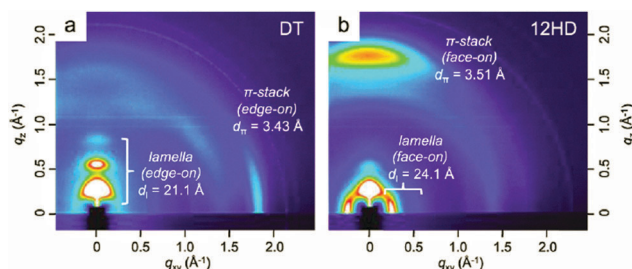 a
DT
π-stack
(edge-on)
dπ = 3.43 Å
lamella
(edge-on)
dl = 21.1 Å
2.0
1.5
1.0
0.5
0
qz (Å-1)
0
0.5
1.0
1.5
2.0
qxy (Å-1)
b
12HD
π-stack
(face-on)
dπ = 3.51 Å
lamella
(face-on)
dl = 24.1 Å
0
0.5
1.0
1.5
2.0
qxy (Å-1)
2.0
1.5
1.0
0.5
0
qz (Å-1)